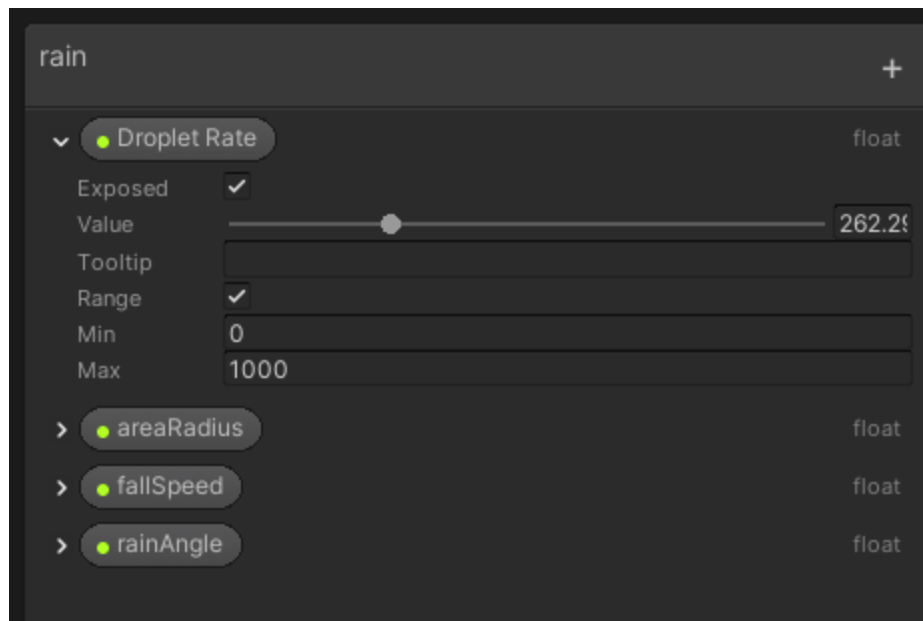 rain
+
Droplet Rate float
Exposed
Value 262.29
Tooltip
Range
Min 0
Max 1000
areaRadius float
fallSpeed float
rainAngle float